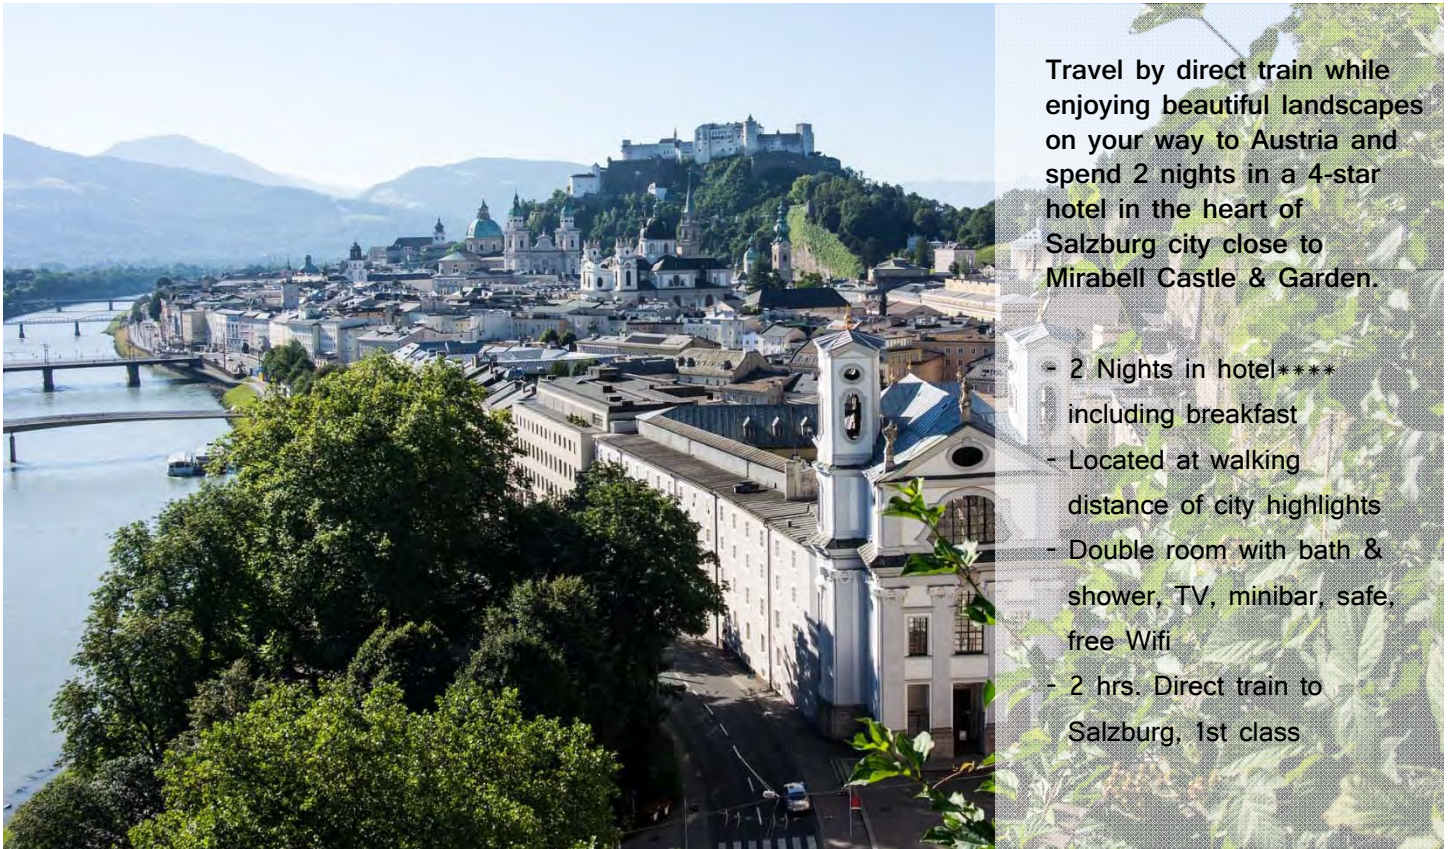 Travel by direct train while
enjoying beautiful landscapes
on your way to Austria and
spend 2 nights in a 4-star
hotel in the heart of
Salzburg city close to
Mirabell Castle & Garden.
- 2 Nights in hotel****
including breakfast
- Located at walking
distance of city highlights
- Double room with bath &
shower, TV, minibar, safe,
free Wifi
- 2 hrs. Direct train to
Salzburg, 1st class